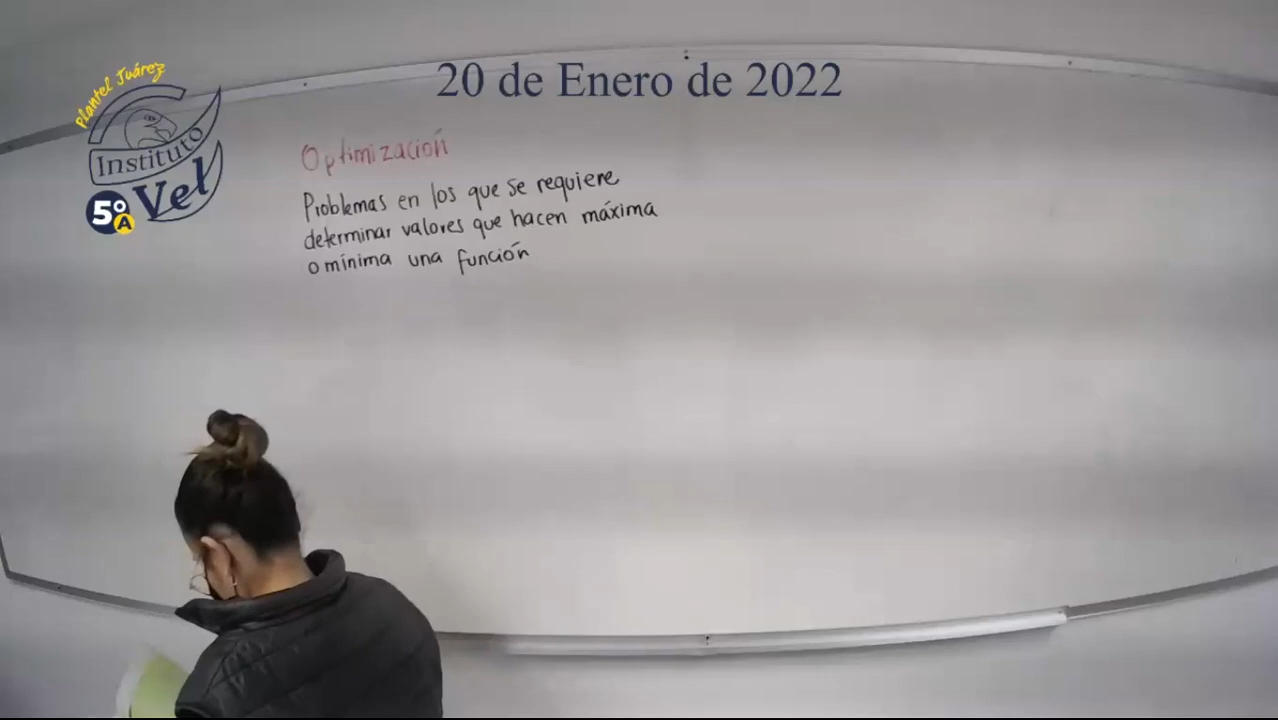 20 de Enero de 2022
Plantel Juárez
Instituto
Vel
5º
A
Optimización
Problemas en los que se requiere
determinar valores que hacen máxima
o mínima una función